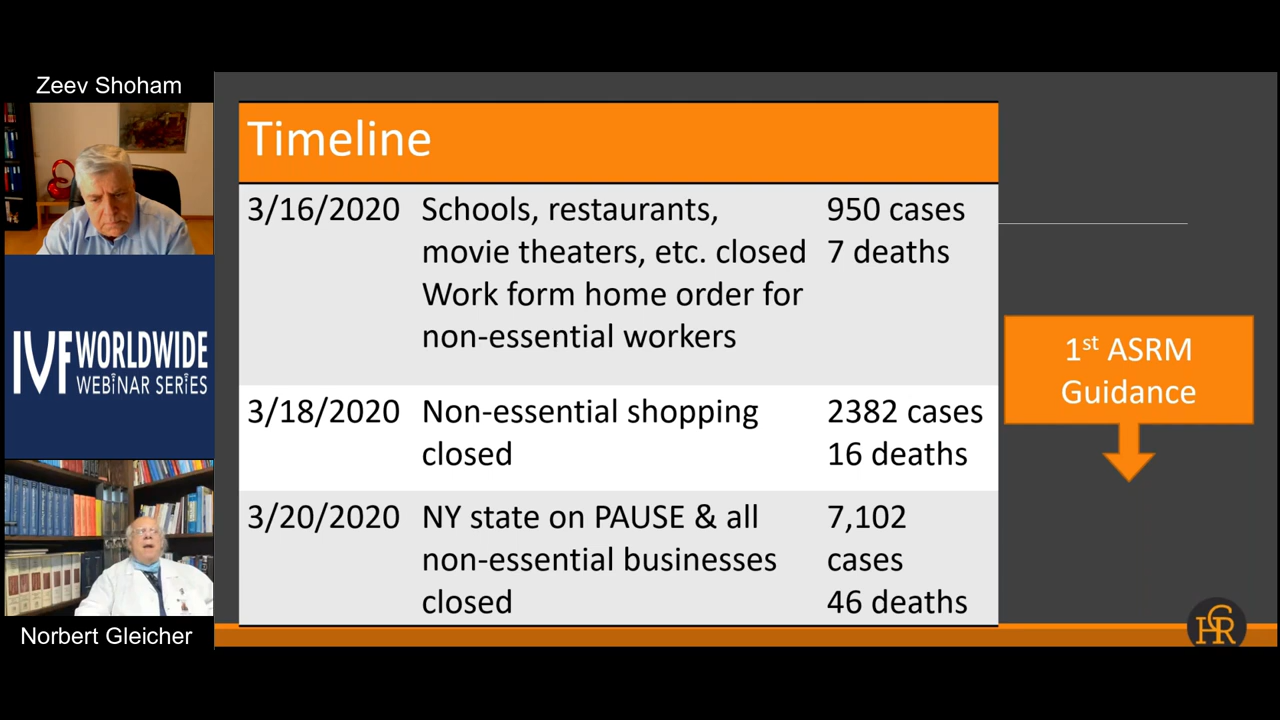 Zeev Shoham
IVF WORLDWIDE
WEBINAR SERIES
Norbert Gleicher
Timeline
3/16/2020 Schools, restaurants, 950 cases
movie theaters, etc. closed 7 deaths
Work form home order for
non-essential workers
3/18/2020 Non-essential shopping 2382 cases
closed 16 deaths
3/20/2020 NY state on PAUSE & all 7,102
non-essential businesses cases
closed 46 deaths
1st ASRM
Guidance
CHR